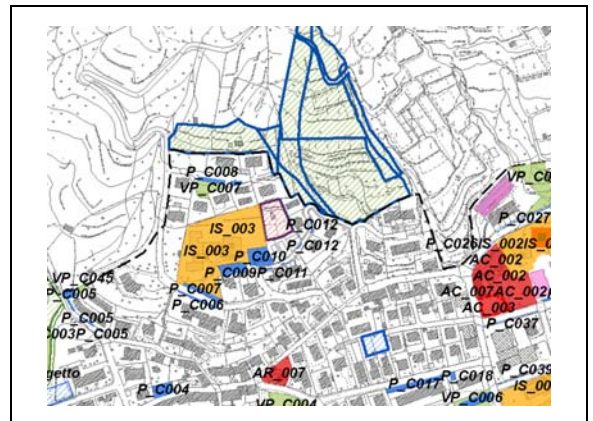 P_C008
VP_C007
VP_C0
P_C027
IS_003
P_C012
P_C012
P_C026IS_002IS_0
IS_003
P_C010
AC_002
P_C009P_C011
AC_002
VP_C045
P_C005
P_C007
AC_007AC_002
P_C006
AC_003
P_C005
P_C037
C003P_C005
getto
AR_007
P_C039
P_C004
P_C017
P_C018
IS_00
VP_C004
VP_C006